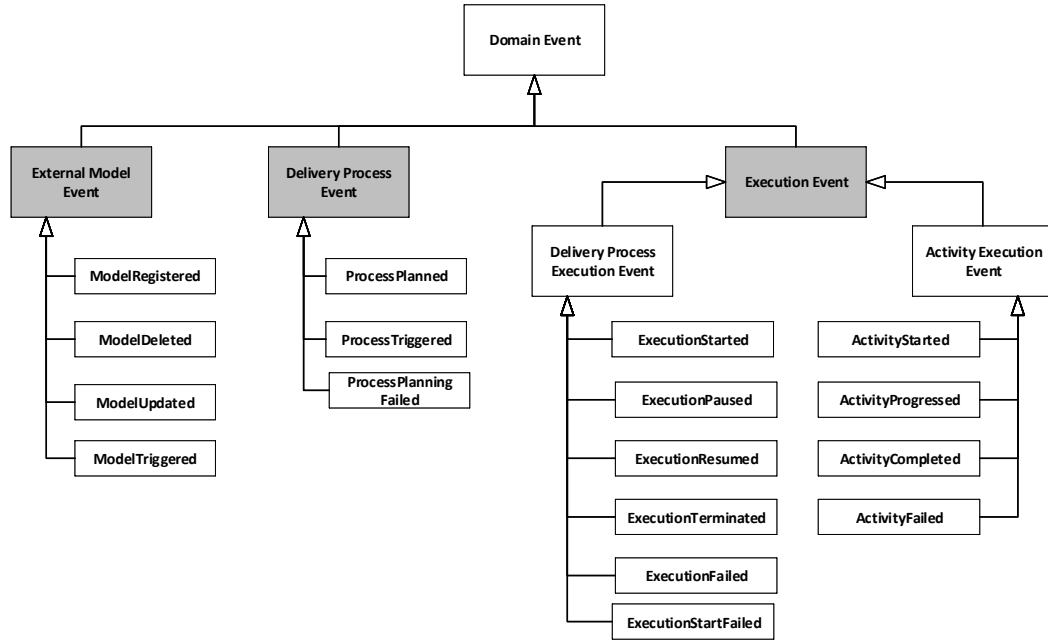 Domain Event
External Model
Event
Delivery Process
Event
Execution Event
Delivery Process
Execution Event
Activity Execution
Event
ModelRegistered
ModelDeleted
ModelUpdated
ModelTriggered
ProcessPlanned
ProcessTriggered
ProcessPlanning
Failed
ExecutionStarted
ExecutionPaused
ExecutionResumed
ExecutionTerminated
ExecutionFailed
ExecutionStartFailed
ActivityStarted
ActivityProgressed
ActivityCompleted
ActivityFailed